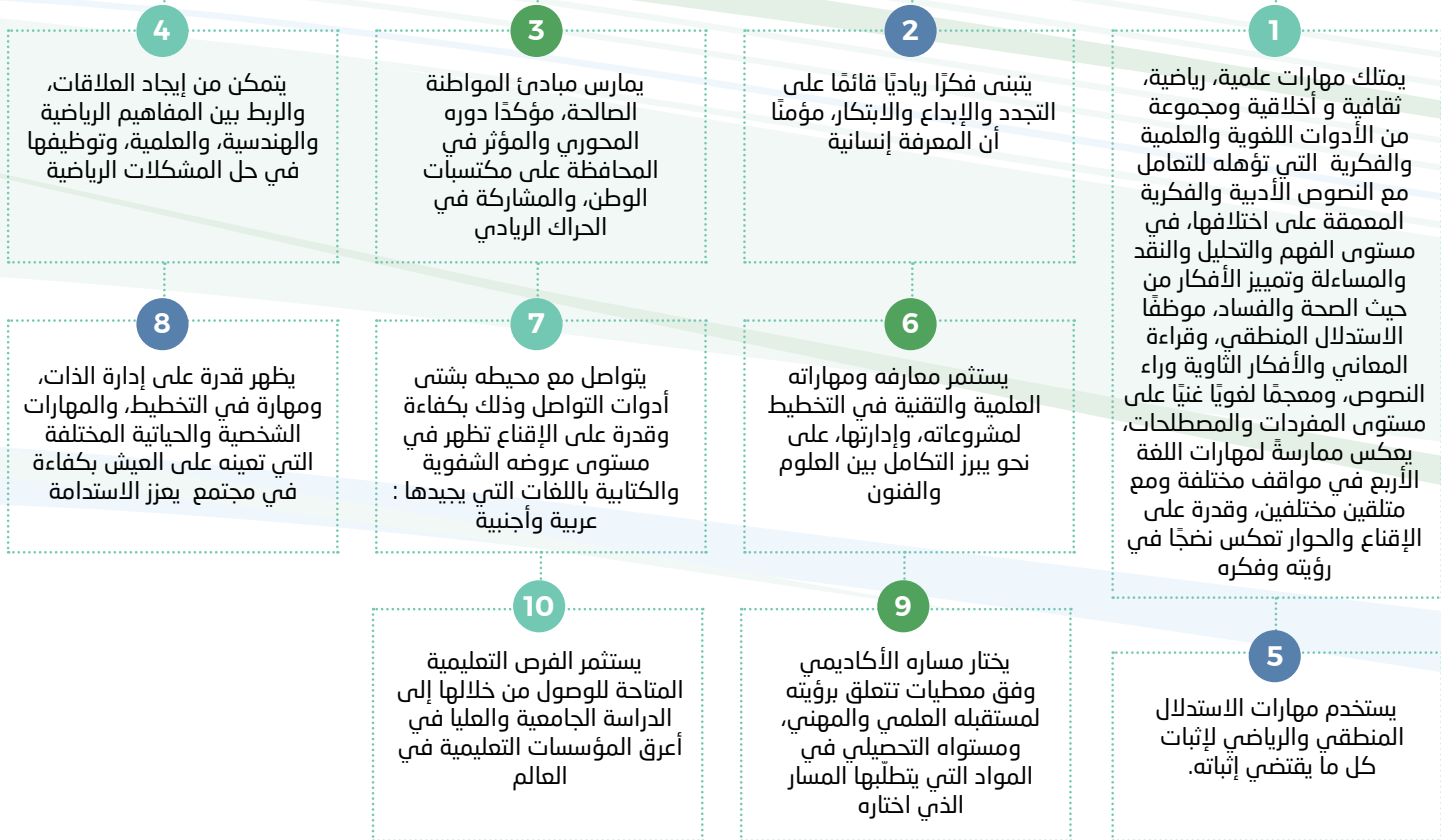 1
يمتلك مهارات علمية، رياضية،
ثقافية و أخلاقية ومجموعة
من الأدوات اللغوية والعلمية
والفكرية التي تؤهله للتعامل
مع النصوص الأدبية والفكرية
المعمقة على اختلافها، في
مستوى الفهم والتحليل والنقد
والمساءلة وتمييز الأفكار من
حيث الصحة والفساد، موظفًا
الاستدلال المنطقي، وقراءة
المعاني والأفكار الثاوية وراء
النصوص، ومعجمًا لغويًا غنيًا على
مستوى المفردات والمصطلحات،
يعكس ممارسةً لمهارات اللغة
الأربع في مواقف مختلفة ومع
متلقين مختلفين، وقدرة على
الإقناع والحوار تعكس نضجًا في
رؤيته وفكره
2
يتبنى فكرًا رياديًا قائمًا على
التجدد والإبداع والابتكار، مؤمنًا
أن المعرفة إنسانية
3
يمارس مبادئ المواطنة
الصالحة، مؤكدًا دوره
المحوري والمؤثر في
المحافظة على مكتسبات
الوطن، والمشاركة في
الحراك الريادي
4
يتمكن من إيجاد العلاقات،
والربط بين المفاهيم الرياضية
والهندسية، والعلمية، وتوظيفها
في حل المشكلات الرياضية
5
يستخدم مهارات الاستدلال
المنطقي والرياضي لإثبات
كل ما يقتضي إثباته.
6
يستثمر معارفه ومهاراته
العلمية والتقنية في التخطيط
لمشروعاته، وإدارتها، على
نحو يبرز التكامل بين العلوم
والفنون
7
يتواصل مع محيطه بشتى
أدوات التواصل وذلك بكفاءة
وقدرة على الإقناع تظهر في
مستوى عروضه الشفوية
والكتابية باللغات التي يجيدها :
عربية وأجنبية
8
يظهر قدرة على إدارة الذات،
ومهارة في التخطيط، والمهارات
الشخصية والحياتية المختلفة
التي تعينه على العيش بكفاءة
في مجتمع يعزز الاستدامة
9
يختار مساره الأكاديمي
وفق معطيات تتعلق برؤيته
لمستقبله العلمي والمهني،
ومستواه التحصيلي في
المواد التي يتطلّبها المسار
الذي اختاره
10
يستثمر الفرص التعليمية
المتاحة للوصول من خلالها إلى
الدراسة الجامعية والعليا في
أعرق المؤسسات التعليمية في
العالم